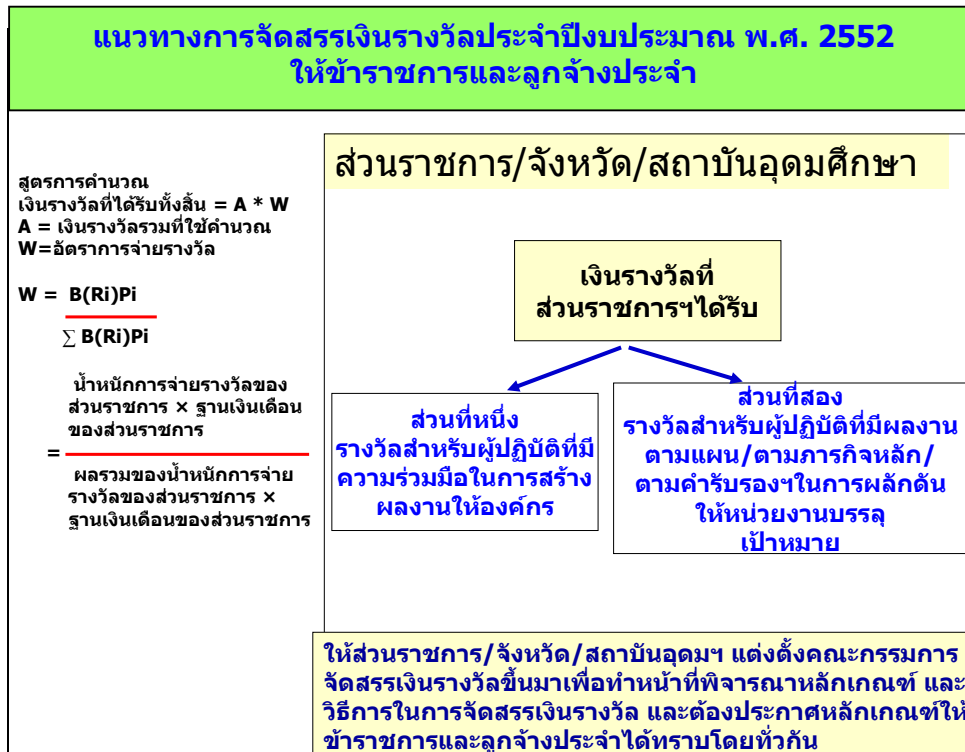 แนวทางการจัดสรรเงินรางวัลประจำปีงบประมาณ พ.ศ. 2552
ให้ข้าราชการและลูกจ้างประจำ
สูตรการคำนวณ
เงินรางวัลที่ได้รับทั้งสิ้น = A * W
A = เงินรางวัลรวมที่ใช้คำนวณ
W=อัตราการจ่ายรางวัล
W = B(Ri)Pi
∑ B(Ri)Pi
น้ำหนักการจ่ายรางวัลของ
ส่วนราชการ × ฐานเงินเดือน
ของส่วนราชการ
=
ผลรวมของน้ำหนักการจ่าย
รางวัลของส่วนราชการ ×
ฐานเงินเดือนของส่วนราชการ
ส่วนราชการ/จังหวัด/สถาบันอุดมศึกษา
เงินรางวัลที่
ส่วนราชการฯได้รับ
ส่วนที่หนึ่ง
รางวัลสำหรับผู้ปฏิบัติที่มี
ความร่วมมือในการสร้าง
ผลงานให้องค์กร
ส่วนที่สอง
รางวัลสำหรับผู้ปฏิบัติที่มีผลงาน
ตามแผน/ตามภารกิจหลัก/
ตามคำรับรองฯในการผลักดัน
ให้หน่วยงานบรรลุ
เป้าหมาย
ให้ส่วนราชการ/จังหวัด/สถาบันอุดมฯ แต่งตั้งคณะกรรมการ
จัดสรรเงินรางวัลขึ้นมาเพื่อทำหน้าที่พิจารณาหลักเกณฑ์ และ
วิธีการในการจัดสรรเงินรางวัล และต้องประกาศหลักเกณฑ์ให้
ข้าราชการและลูกจ้างประจำได้ทราบโดยทั่วกัน